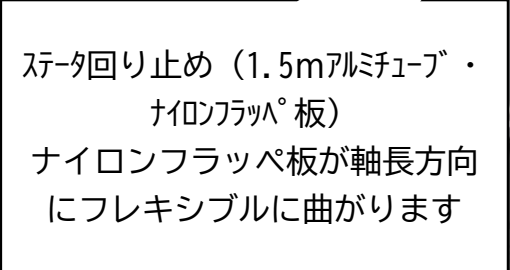 ｽﾃｰﾀ回り止め（1.5mｱﾙﾐﾁｭｰﾌﾞ・
ﾅｲﾛﾝﾌﾗｯﾍﾟ板）
ナイロンフラッペ板が軸長方向
にフレキシブルに曲がります